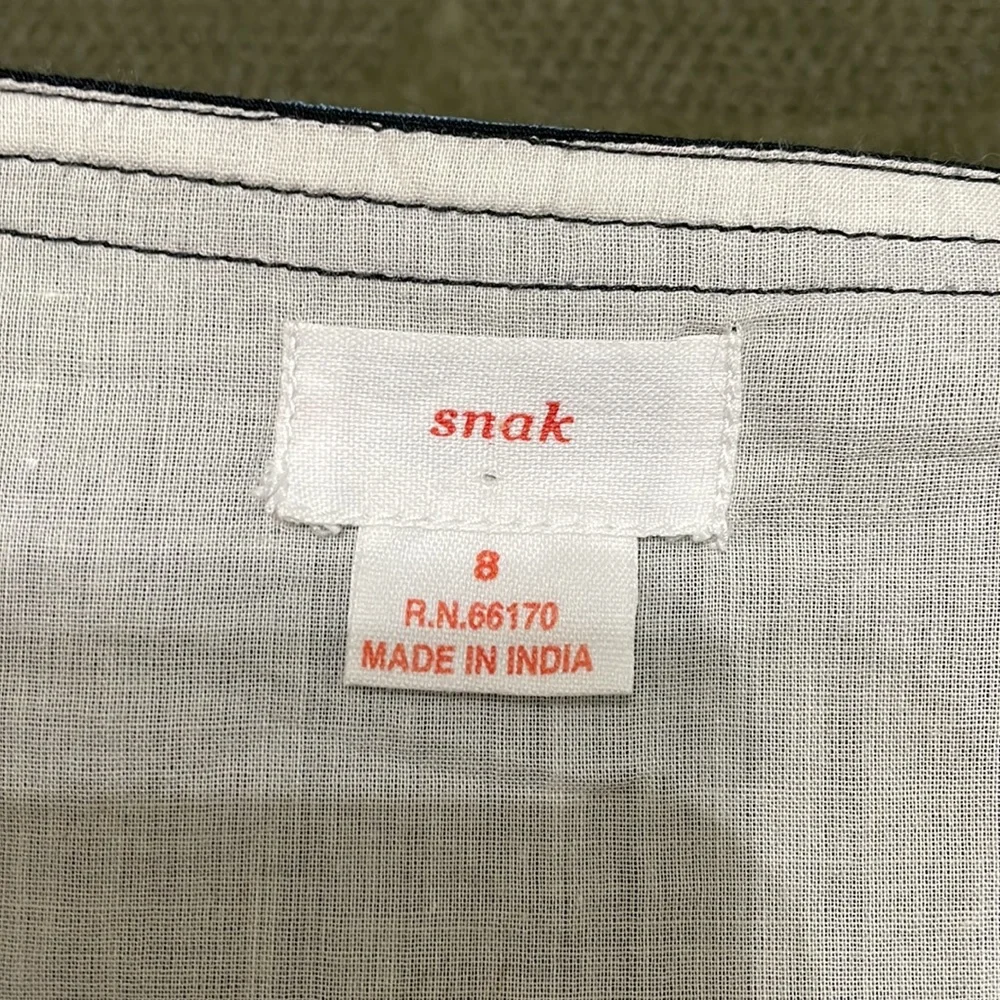 snak
8
R.N.66170
MADE IN INDIA